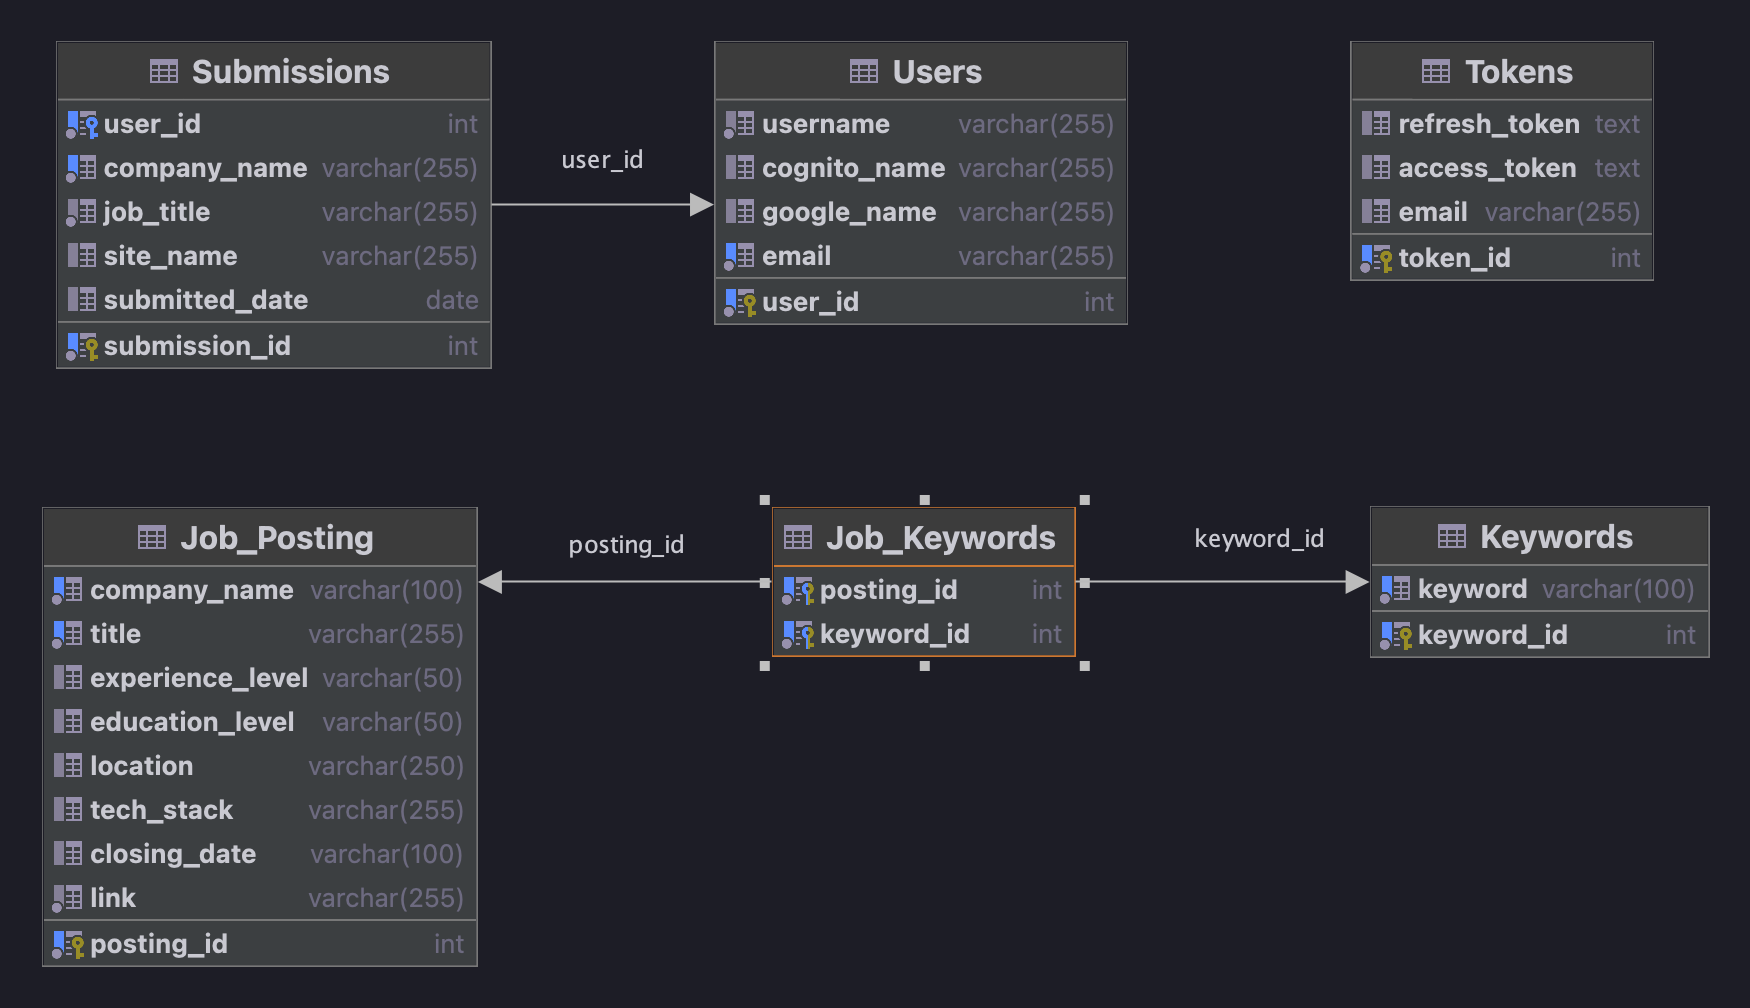 Submissions
user_id int
company_name varchar(255)
job_title varchar(255)
site_name varchar(255)
submitted_date date
submission_id int
user_id
Users
username varchar(255)
cognito_name varchar(255)
google_name varchar(255)
email varchar(255)
user_id int
Tokens
refresh_token text
access_token text
email varchar(255)
token_id int
Job_Posting
company_name varchar(100)
title varchar(255)
experience_level varchar(50)
education_level varchar(50)
location varchar(250)
tech_stack varchar(255)
closing_date varchar(100)
link varchar(255)
posting_id int
posting_id
Job_Keywords
posting_id int
keyword_id int
keyword_id
Keywords
keyword varchar(100)
keyword_id int